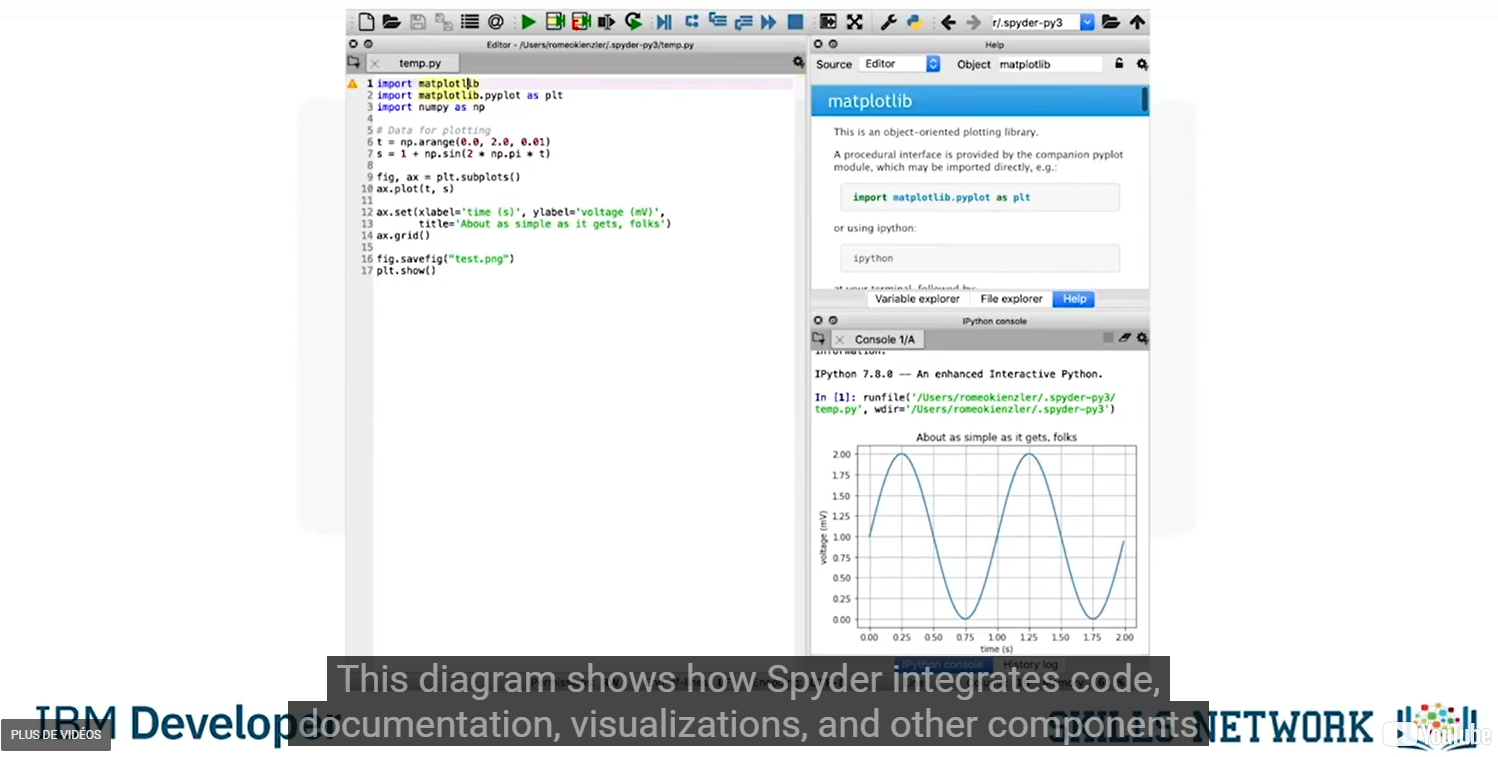 r/.spyder-py3
Editor - /Users/romeokienzler/.spyder-py3/temp.py
temp.py
1 import matplotlib
2 import matplotlib.pyplot as plt
3 import numpy as np
4
5 # Data for plotting
6 t = np.arange(0.0, 2.0, 0.01)
7 s = 1 + np.sin(2 * np.pi * t)
8
9 fig, ax = plt.subplots()
10 ax.plot(t, s)
11
12 ax.set(xlabel='time (s)', ylabel='voltage (mV)',
13 title='About as simple as it gets, folks')
14 ax.grid()
15
16 fig.savefig("test.png")
17 plt.show()
Help
Source Editor Object matplotlib
matplotlib
This is an object-oriented plotting library.
A procedural interface is provided by the companion pyplot
module, which may be imported directly, e.g.:
import matplotlib.pyplot as plt
or using ipython:
ipython
at your terminal, followed by:
Variable explorer File explorer Help
IPython console
Console 1/A
information.
IPython 7.8.0 -- An enhanced Interactive Python.
In [1]: runfile('/Users/romeokienzler/.spyder-py3/
temp.py', wdir='/Users/romeokienzler/.spyder-py3')
About as simple as it gets, folks
2.00
1.75
1.50
1.25
1.00
0.75
0.50
0.25
0.00
voltage (mV)
0.00 0.25 0.50 0.75 1.00 1.25 1.50 1.75 2.00
time (s)
IPython console History log
This diagram shows how Spyder integrates code,
documentation, visualizations, and other components
IBM Developer
SKILLS NETWORK
PLUS DE VIDÉOS
YouTube